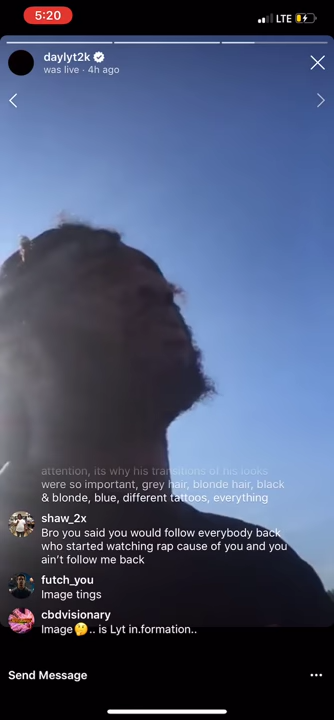 5:20
LTE
daylyt2k
was live · 4h ago
attention, its why his transitions of his looks
were so important, grey hair, blonde hair, black
& blonde, blue, different tattoos, everything
shaw_2x
Bro you said you would follow everybody back
who started watching rap cause of you and you
ain't follow me back
futch_you
Image tings
cbdvisionary
Image🤔.. is Lyt in.formation..
Send Message